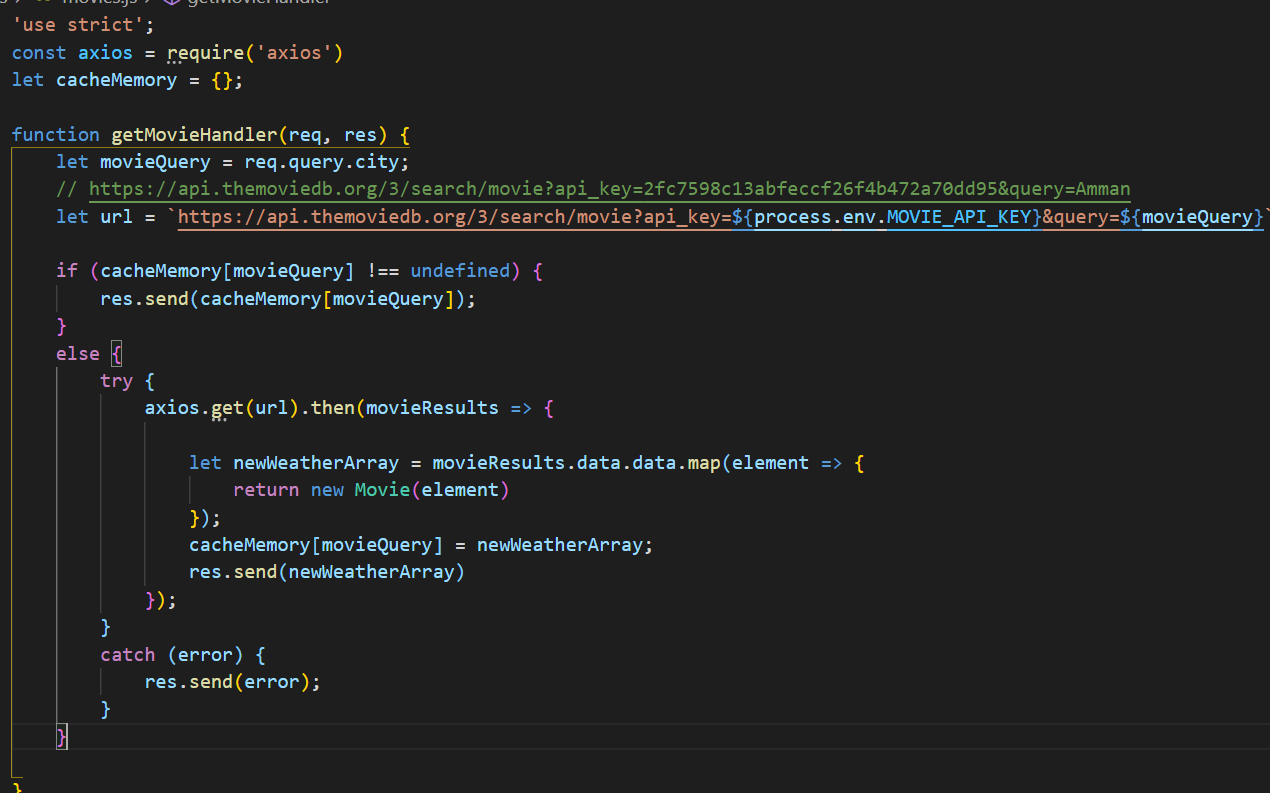 movies.js > getMovieHandler
'use strict';
const axios = require('axios')
let cacheMemory = {};
function getMovieHandler(req, res) {
let movieQuery = req.query.city;
// https://api.themoviedb.org/3/search/movie?api_key=2fc7598c13abfeccf26f4b472a70dd95&query=Amman
let url = `https://api.themoviedb.org/3/search/movie?api_key=${process.env.MOVIE_API_KEY}&query=${movieQuery}`
if (cacheMemory[movieQuery] !== undefined) {
res.send(cacheMemory[movieQuery]);
}
else {
try {
axios.get(url).then(movieResults => {
let newWeatherArray = movieResults.data.data.map(element => {
return new Movie(element)
});
cacheMemory[movieQuery] = newWeatherArray;
res.send(newWeatherArray)
});
}
catch (error) {
res.send(error);
}
}
}